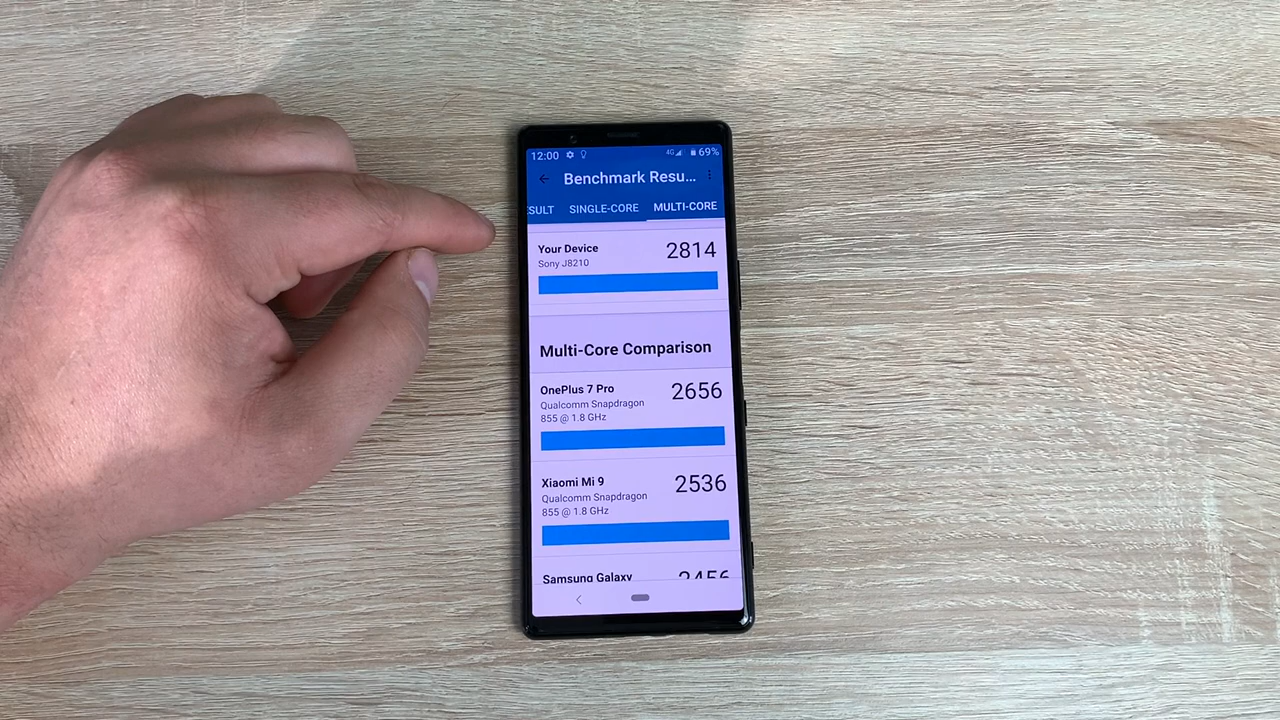 12:00 4G 69%
Benchmark Resu...
SULT SINGLE-CORE MULTI-CORE
Your Device 2814
Sony J8210
Multi-Core Comparison
OnePlus 7 Pro 2656
Qualcomm Snapdragon
855 @ 1.8 GHz
Xiaomi Mi 9 2536
Qualcomm Snapdragon
855 @ 1.8 GHz
Samsung Galaxy 2456